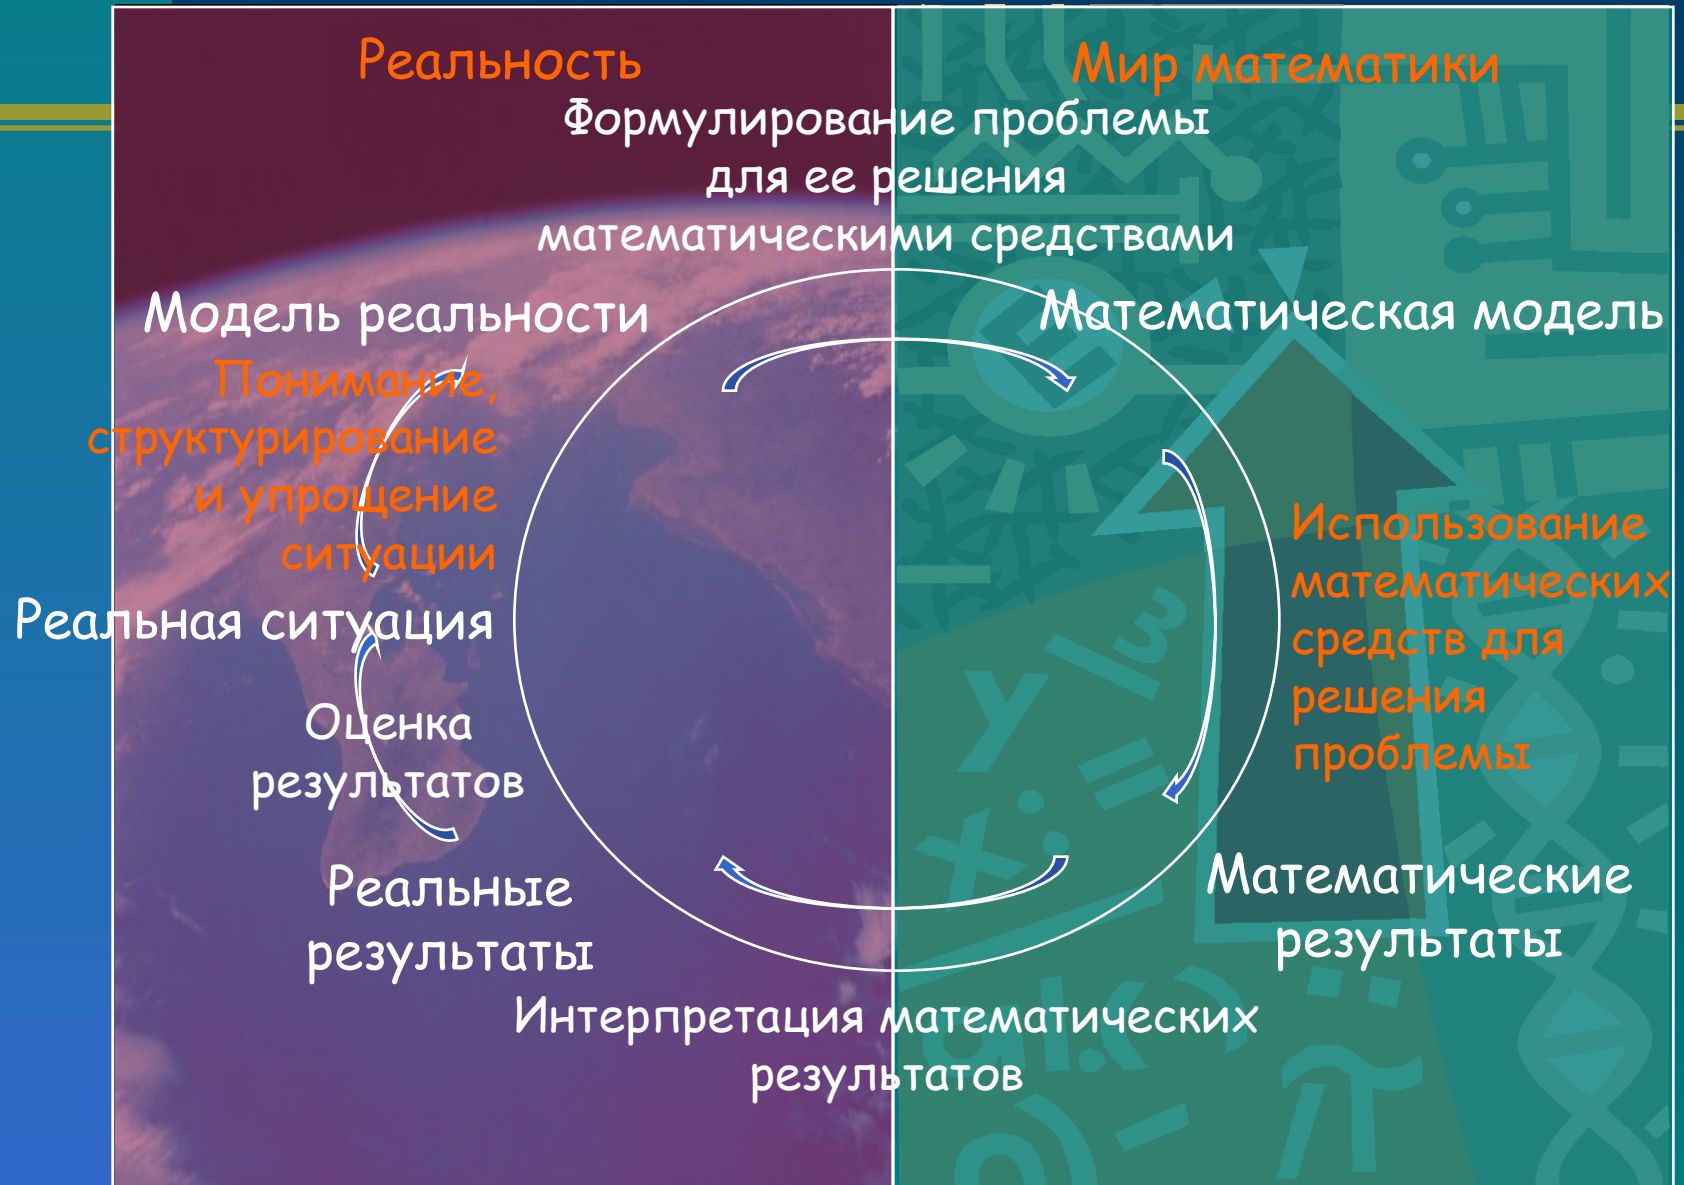 Реальность
Мир математики
Формулирование проблемы
для ее решения
математическими средствами
Модель реальности
Математическая модель
Понимание,
структурирование
и упрощение
ситуации
Реальная ситуация
Использование
математических
средств для
решения
проблемы
Оценка
результатов
Реальные
результаты
Математические
результаты
Интерпретация математических
результатов